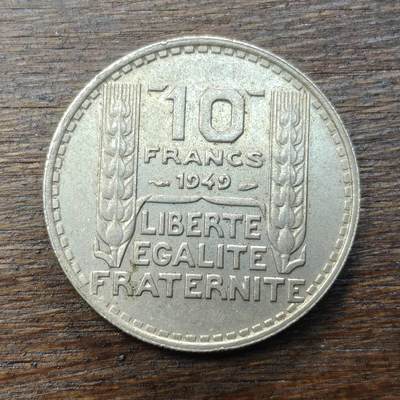 10
FRANCS
1949
LIBERTE
EGALITE
FRATERNITE